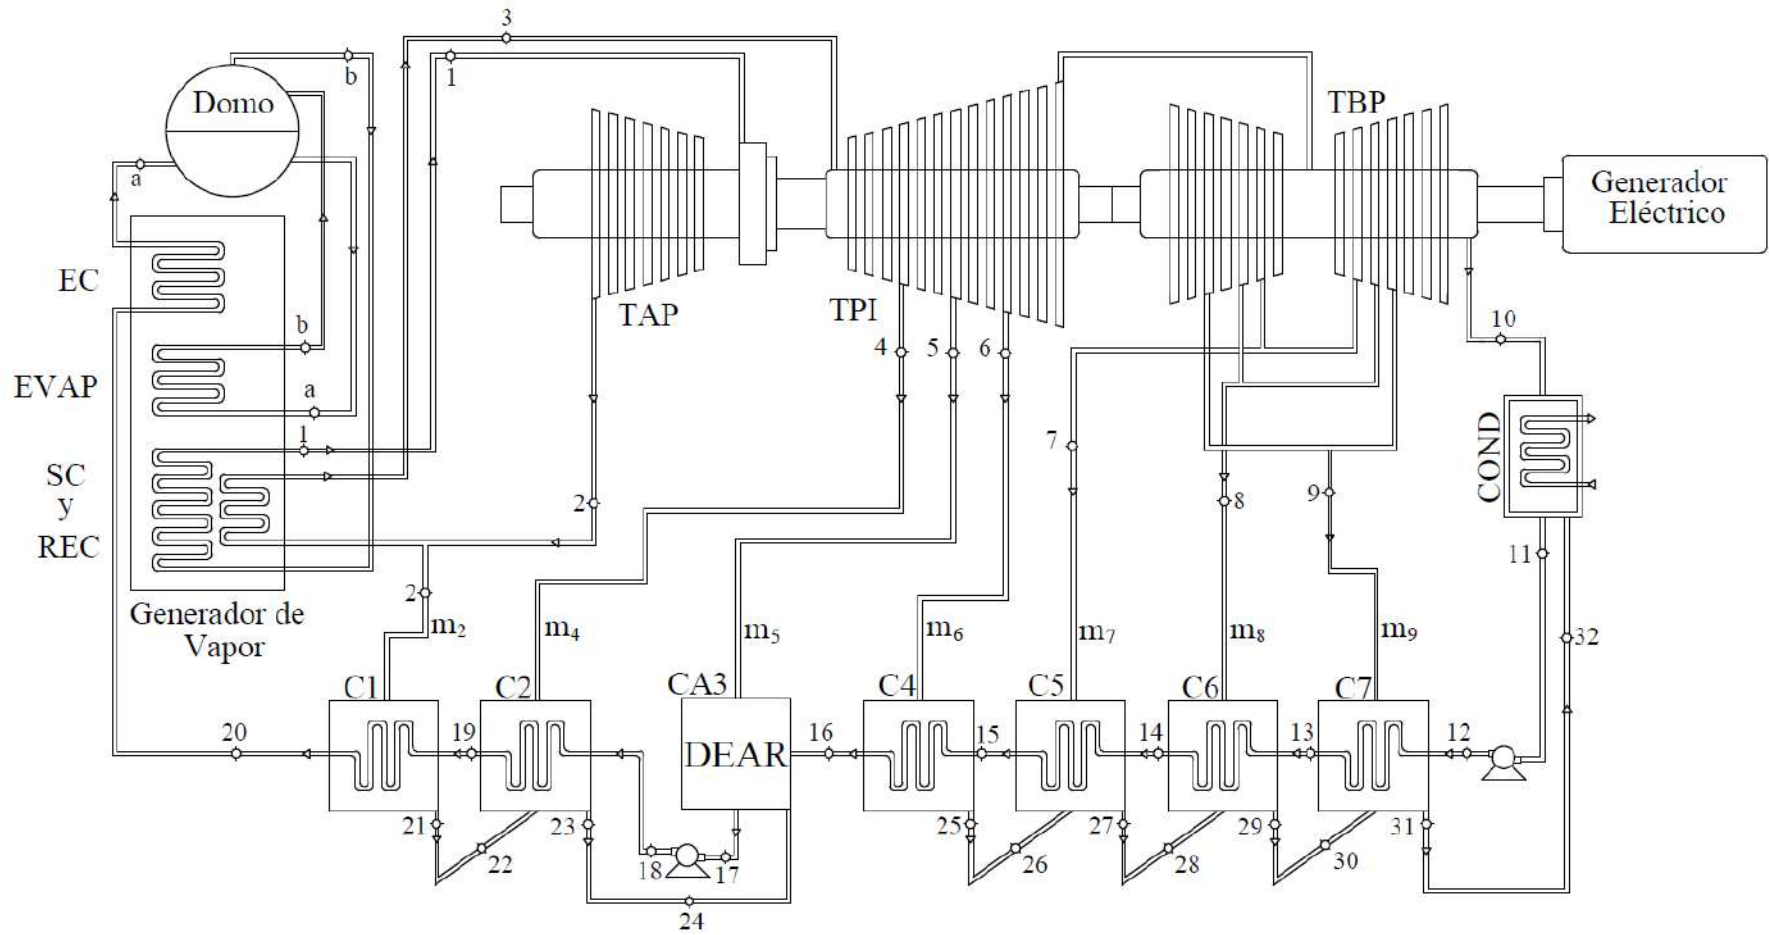 3
b
1
Domo
TBP
a
Generador
Eléctrico
EC
TAP
TPI
b
4
5
6
10
EVAP
a
1
7
SC
y
REC
COND
2
8
9
11
2
Generador de
Vapor
m2
m4
m5
m6
m7
m8
m9
32
C1
C2
CA3
C4
C5
C6
C7
20
19
DEAR
16
15
14
13
12
21
22
23
18
17
25
26
27
28
29
30
31
24